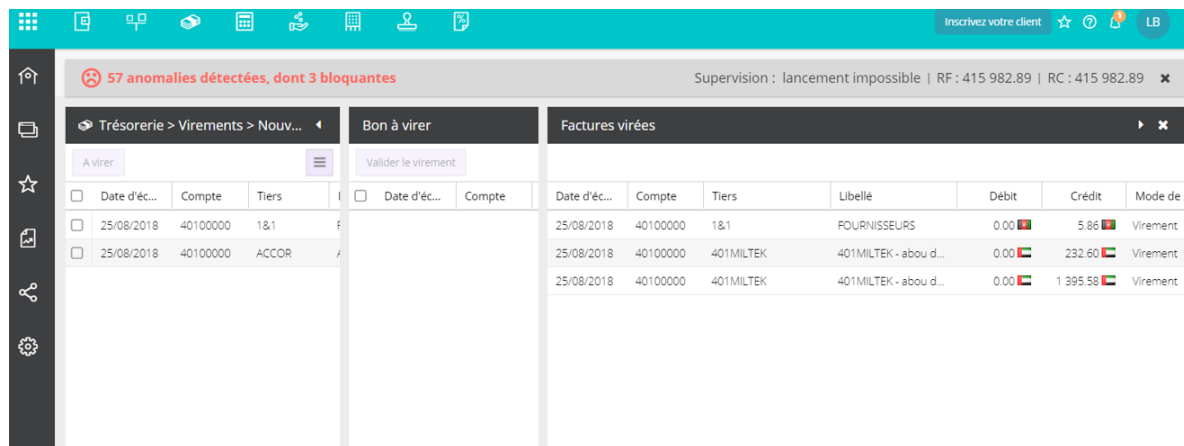 Inscrivez votre client
1
LB
57 anomalies détectées, dont 3 bloquantes
Supervision : lancement impossible | RF : 415 982.89 | RC : 415 982.89
Trésorerie > Virements > Nouv...
Bon à virer
Factures virées
A virer
Valider le virement
Date d'éc... Compte Tiers
Date d'éc... Compte
Date d'éc... Compte Tiers Libellé Débit Crédit Mode de
25/08/2018 40100000 1&1
25/08/2018 40100000 1&1 FOURNISSEURS 0.00 5.86 Virement
25/08/2018 40100000 ACCOR
25/08/2018 40100000 401MILTEK 401MILTEK - abou d... 0.00 232.60 Virement
25/08/2018 40100000 401MILTEK 401MILTEK - abou d... 0.00 1 395.58 Virement